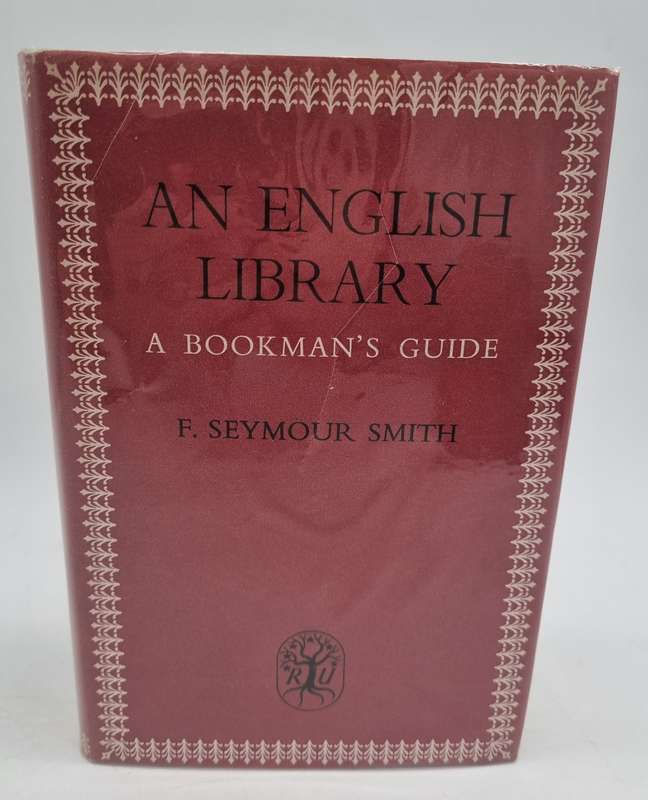 AN ENGLISH
LIBRARY
A BOOKMAN'S GUIDE
F. SEYMOUR SMITH
R U